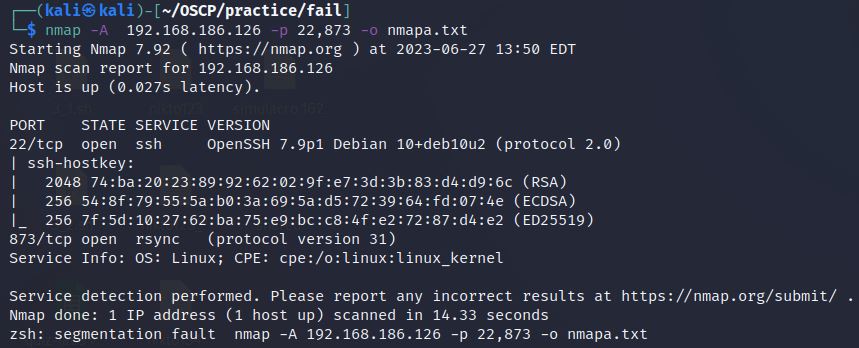 ┌──(kali㉿kali)-[~/OSCP/practice/fail]
└─$ nmap -A  192.168.186.126 -p 22,873 -o nmapa.txt
Starting Nmap 7.92 ( https://nmap.org ) at 2023-06-27 13:50 EDT
Nmap scan report for 192.168.186.126
Host is up (0.027s latency).

PORT    STATE SERVICE VERSION
22/tcp  open  ssh     OpenSSH 7.9p1 Debian 10+deb10u2 (protocol 2.0)
| ssh-hostkey:
|   2048 74:ba:20:23:89:92:62:02:9f:e7:3d:3b:83:d4:d9:6c (RSA)
|   256 54:8f:79:55:5a:b0:3a:69:5a:d5:72:39:64:fd:07:4e (ECDSA)
|_  256 7f:5d:10:27:62:ba:75:e9:bc:c8:4f:e2:72:87:d4:e2 (ED25519)
873/tcp open  rsync   (protocol version 31)
Service Info: OS: Linux; CPE: cpe:/o:linux:linux_kernel

Service detection performed. Please report any incorrect results at https://nmap.org/submit/ .
Nmap done: 1 IP address (1 host up) scanned in 14.33 seconds
zsh: segmentation fault  nmap -A 192.168.186.126 -p 22,873 -o nmapa.txt